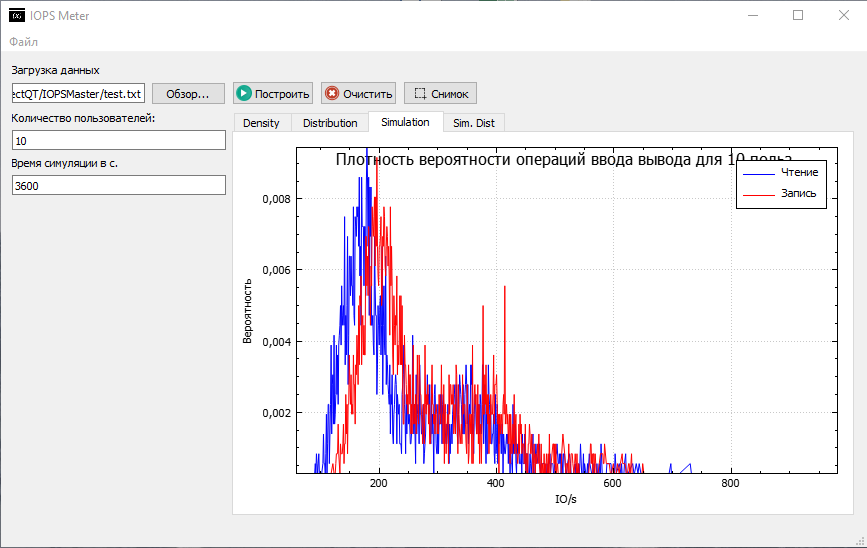 IOPS Meter
Файл
Загрузка данных
ectQT/IOPSMaster/test.txt Обзор... Построить Очистить Снимок
Количество пользователей:
10
Время симуляции в с.
3600
Density Distribution Simulation Sim. Dist
Плотность вероятности операций ввода вывода для 10 польз.
Чтение
Запись
0,008
0,006
0,004
0,002
Вероятность
200 400 600 800
IO/s